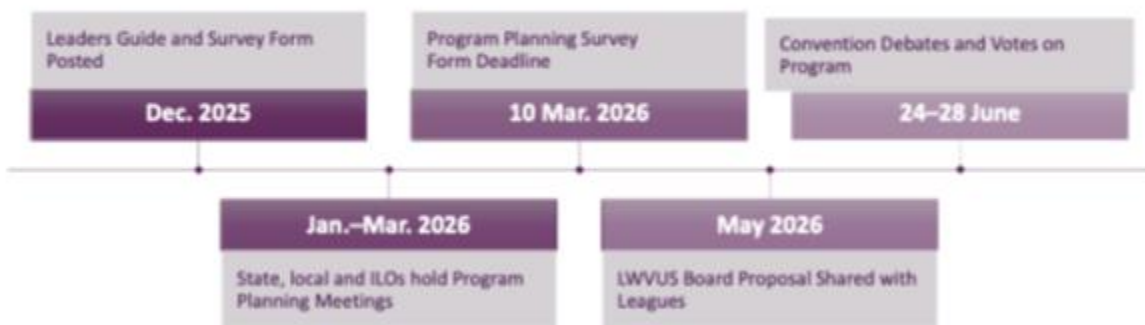 Leaders Guide and Survey Form
Posted
Dec. 2025
Program Planning Survey
Form Deadline
10 Mar. 2026
Convention Debates and Votes on
Program
24–28 June
Jan.–Mar. 2026
State, local and ILOs hold Program
Planning Meetings
May 2026
LWVUS Board Proposal Shared with
Leagues